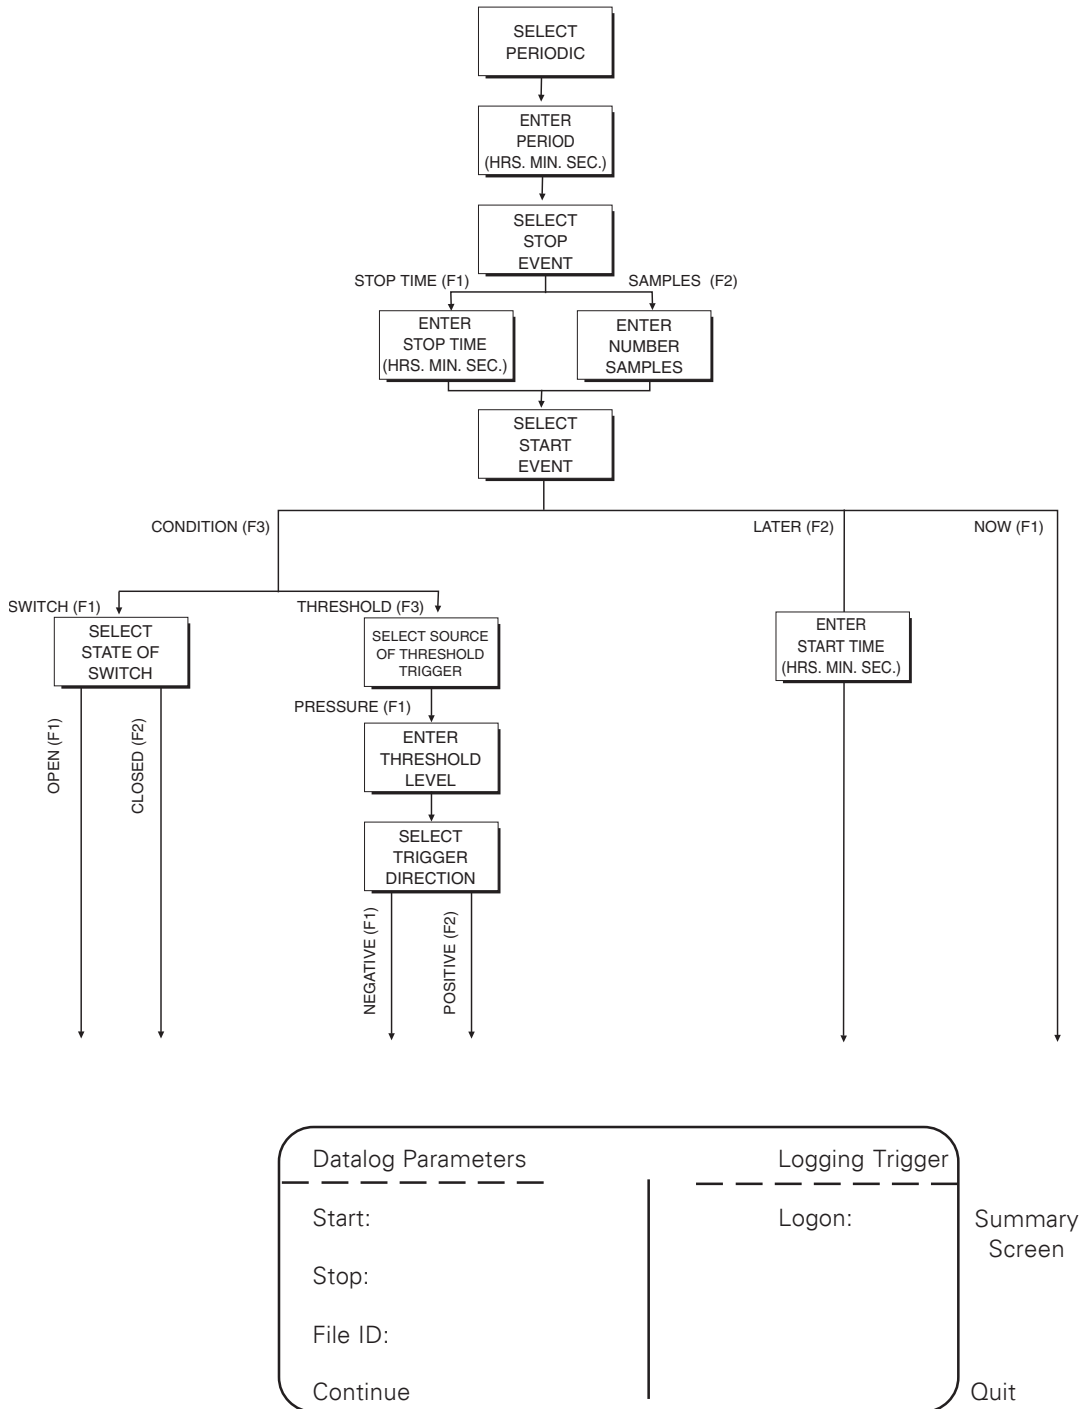 SELECT
PERIODIC
ENTER
PERIOD
(HRS. MIN. SEC.)
SELECT
STOP
EVENT
STOP TIME (F1)
SAMPLES (F2)
ENTER
STOP TIME
(HRS. MIN. SEC.)
ENTER
NUMBER
SAMPLES
SELECT
START
EVENT
CONDITION (F3)
LATER (F2)
NOW (F1)
SWITCH (F1)
THRESHOLD (F3)
SELECT
STATE OF
SWITCH
SELECT SOURCE
OF THRESHOLD
TRIGGER
ENTER
START TIME
(HRS. MIN. SEC.)
OPEN (F1)
CLOSED (F2)
PRESSURE (F1)
ENTER
THRESHOLD
LEVEL
SELECT
TRIGGER
DIRECTION
NEGATIVE (F1)
POSITIVE (F2)
Datalog Parameters
Logging Trigger
Start:
Logon:
Summary
Screen
Stop:
File ID:
Continue
Quit